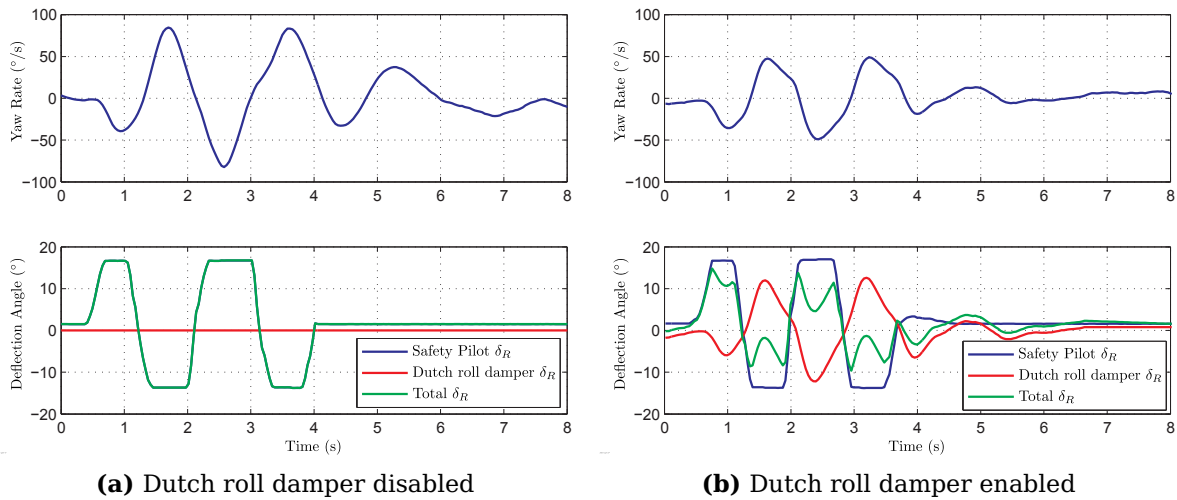 100
50
0
−50
−100
Yaw Rate (°/s)
0 1 2 3 4 5 6 7 8
20
10
0
−10
−20
Deflection Angle (°)
Safety Pilot δR
Dutch roll damper δR
Total δR
0 1 2 3 4 5 6 7 8
Time (s)
(a) Dutch roll damper disabled
100
50
0
−50
−100
Yaw Rate (°/s)
0 1 2 3 4 5 6 7 8
20
10
0
−10
−20
Deflection Angle (°)
Safety Pilot δR
Dutch roll damper δR
Total δR
0 1 2 3 4 5 6 7 8
Time (s)
(b) Dutch roll damper enabled